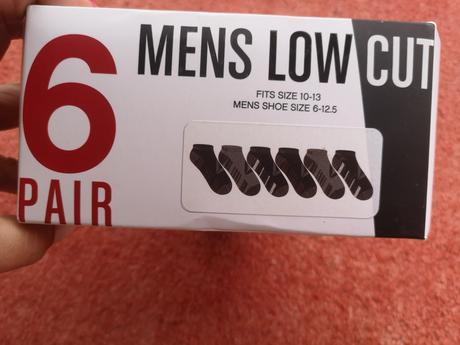 6
PAIR
MENS LOW CUT
FITS SIZE 10-13
MENS SHOE SIZE 6-12.5